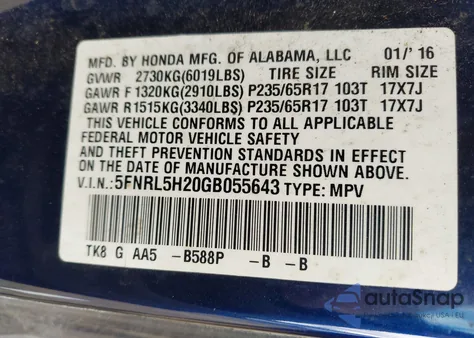 MFD. BY HONDA MFG. OF ALABAMA, LLC 01/ 16
GVWR 2730KG(6019LBS) TIRE SIZE RIM SIZE
GAWR F 1320KG(2910LBS) P235/65R17 103T 17X7J
GAWR R1515KG(3340LBS) P235/65R17 103T 17X7J
THIS VEHICLE CONFORMS TO ALL APPLICABLE
FEDERAL MOTOR VEHICLE SAFETY
AND THEFT PREVENTION STANDARDS IN EFFECT
ON THE DATE OF MANUFACTURE SHOWN ABOVE.
V.I.N.: 5FNRL5H20GB055643 TYPE: MPV
TK8 G AA5 -B588P -B -B
autoSnap